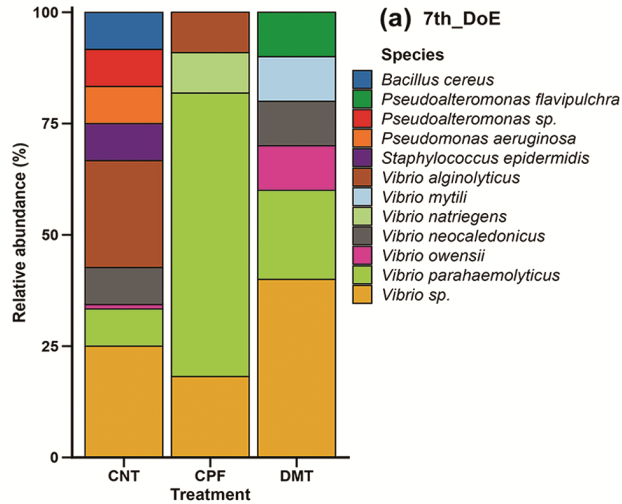 (a) 7th_DoE
Species
Bacillus cereus
Pseudoalteromonas flavipulchra
Pseudoalteromonas sp.
Pseudomonas aeruginosa
Staphylococcus epidermidis
Vibrio alginolyticus
Vibrio mytili
Vibrio natriegens
Vibrio neocaledonicus
Vibrio owensii
Vibrio parahaemolyticus
Vibrio sp.
Relative abundance (%)
100
75
50
25
0
CNT CPF DMT
Treatment